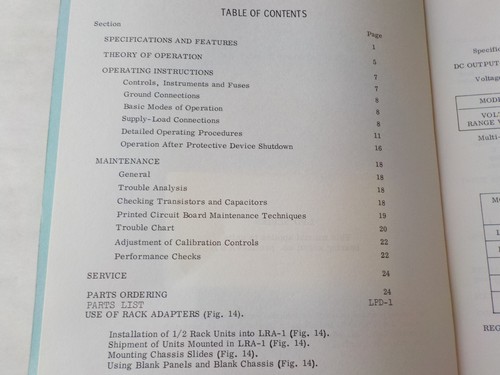 TABLE OF CONTENTS
Section
Page
SPECIFICATIONS AND FEATURES 1
THEORY OF OPERATION 5
OPERATING INSTRUCTIONS 7
Controls, Instruments and Fuses 7
Ground Connections 8
Basic Modes of Operation 8
Supply-Load Connections 8
Detailed Operating Procedures 11
Operation After Protective Device Shutdown 16
MAINTENANCE 18
General 18
Trouble Analysis 18
Checking Transistors and Capacitors 18
Printed Circuit Board Maintenance Techniques 19
Trouble Chart 20
Adjustment of Calibration Controls 22
Performance Checks 22
SERVICE 24
PARTS ORDERING 24
PARTS LIST LPD-1
USE OF RACK ADAPTERS (Fig. 14).
Installation of 1/2 Rack Units into LRA-1 (Fig. 14).
Shipment of Units Mounted in LRA-1 (Fig. 14).
Mounting Chassis Slides (Fig. 14).
Using Blank Panels and Blank Chassis (Fig. 14).
DC OUTPUT